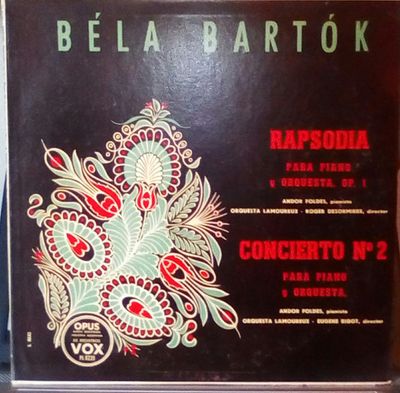 BÉLA BARTÓK
RAPSODIA
PARA PIANO
y ORQUESTA, OP. 1
ANDOR FOLDES, pianista
ORQUESTA LAMOUREUX - ROGER DESORMIERE, director
CONCIERTO Nº 2
PARA PIANO
y ORQUESTA
ANDOR FOLDES, pianista
ORQUESTA LAMOUREUX - EUGENE BIGOT, director
OPUS
VOX